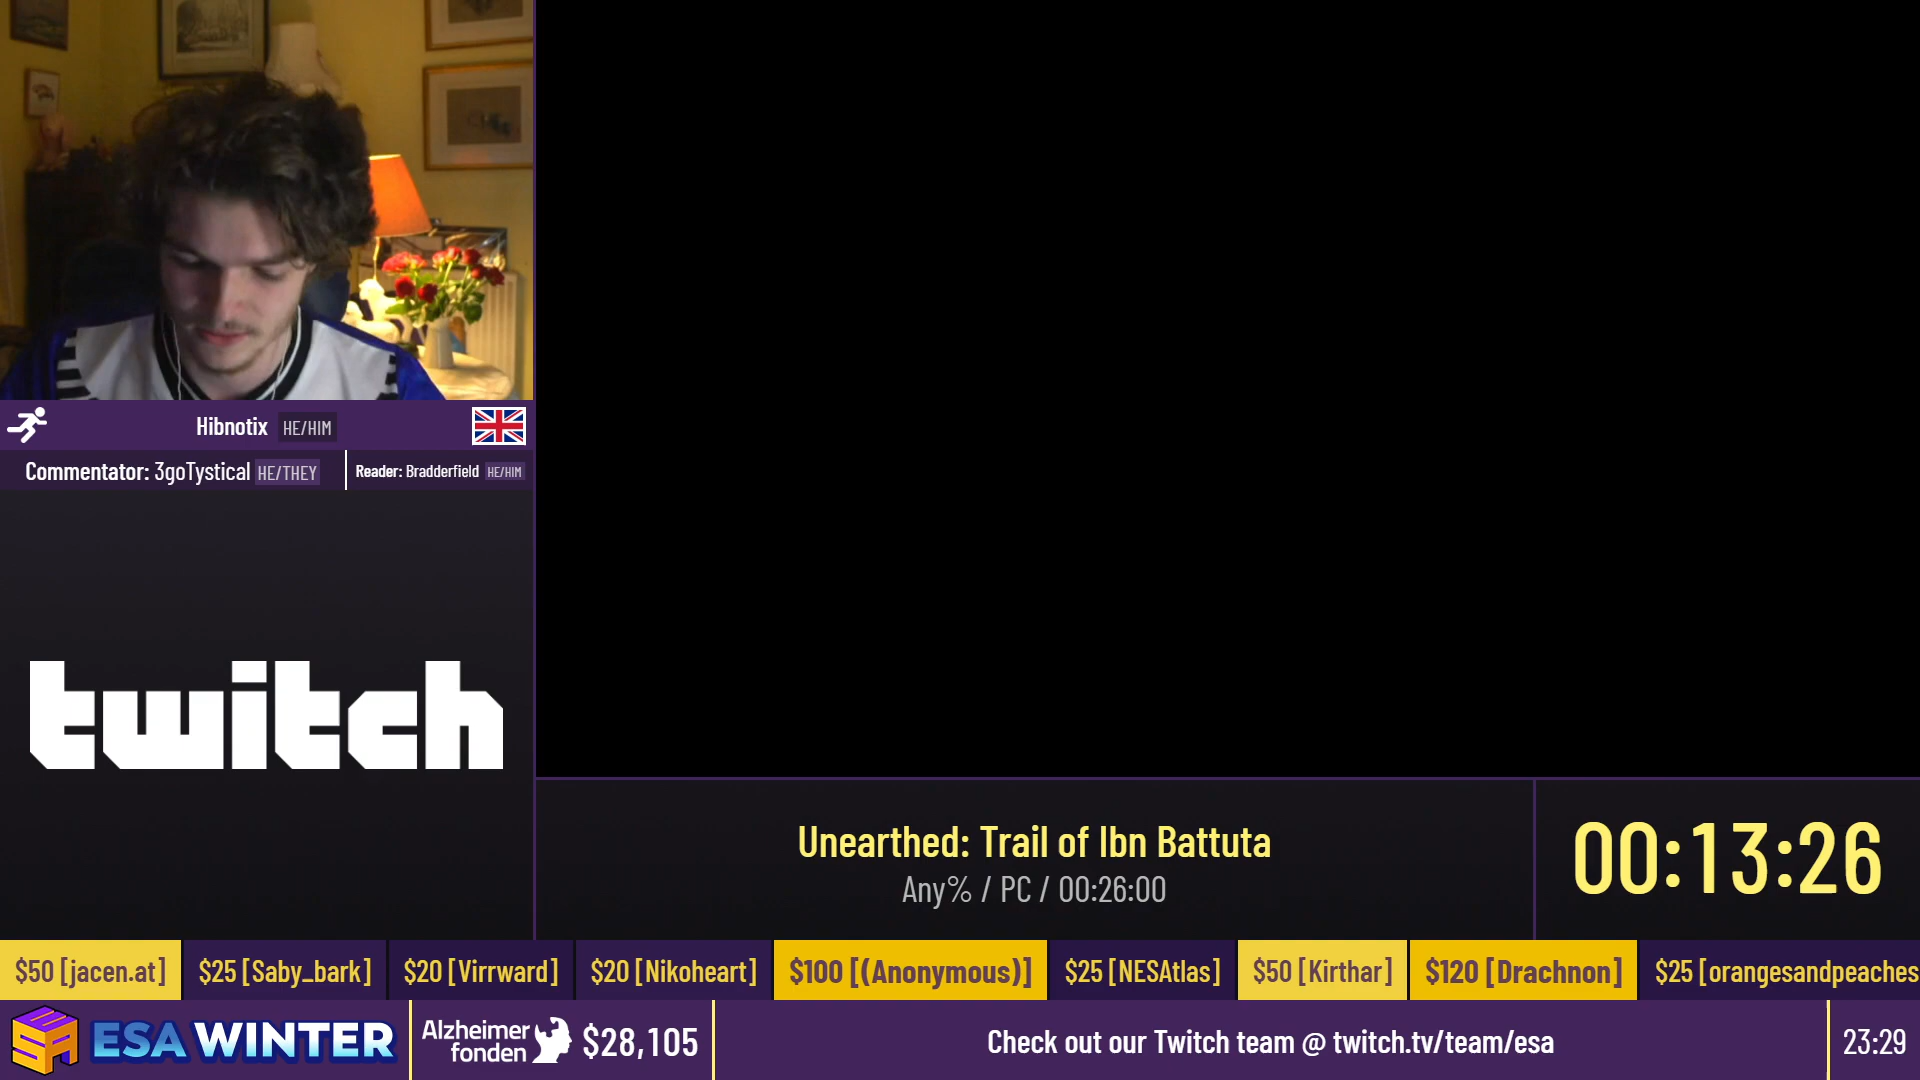 Hibnotix HE/HIM
Commentator: 3goTystical HE/THEY
Reader: Bradderfield HE/HIM
twitch
Unearthed: Trail of Ibn Battuta
Any% / PC / 00:26:00
00:13:26
$50 [jacen.at] $25 [Saby_bark] $20 [Virrward] $20 [Nikoheart] $100 [(Anonymous)] $25 [NESAtlas] $50 [Kirthar] $120 [Drachnon] $25 [orangesandpeaches
ESA WINTER
Alzheimer
fonden
$28,105
Check out our Twitch team @ twitch.tv/team/esa
23:29